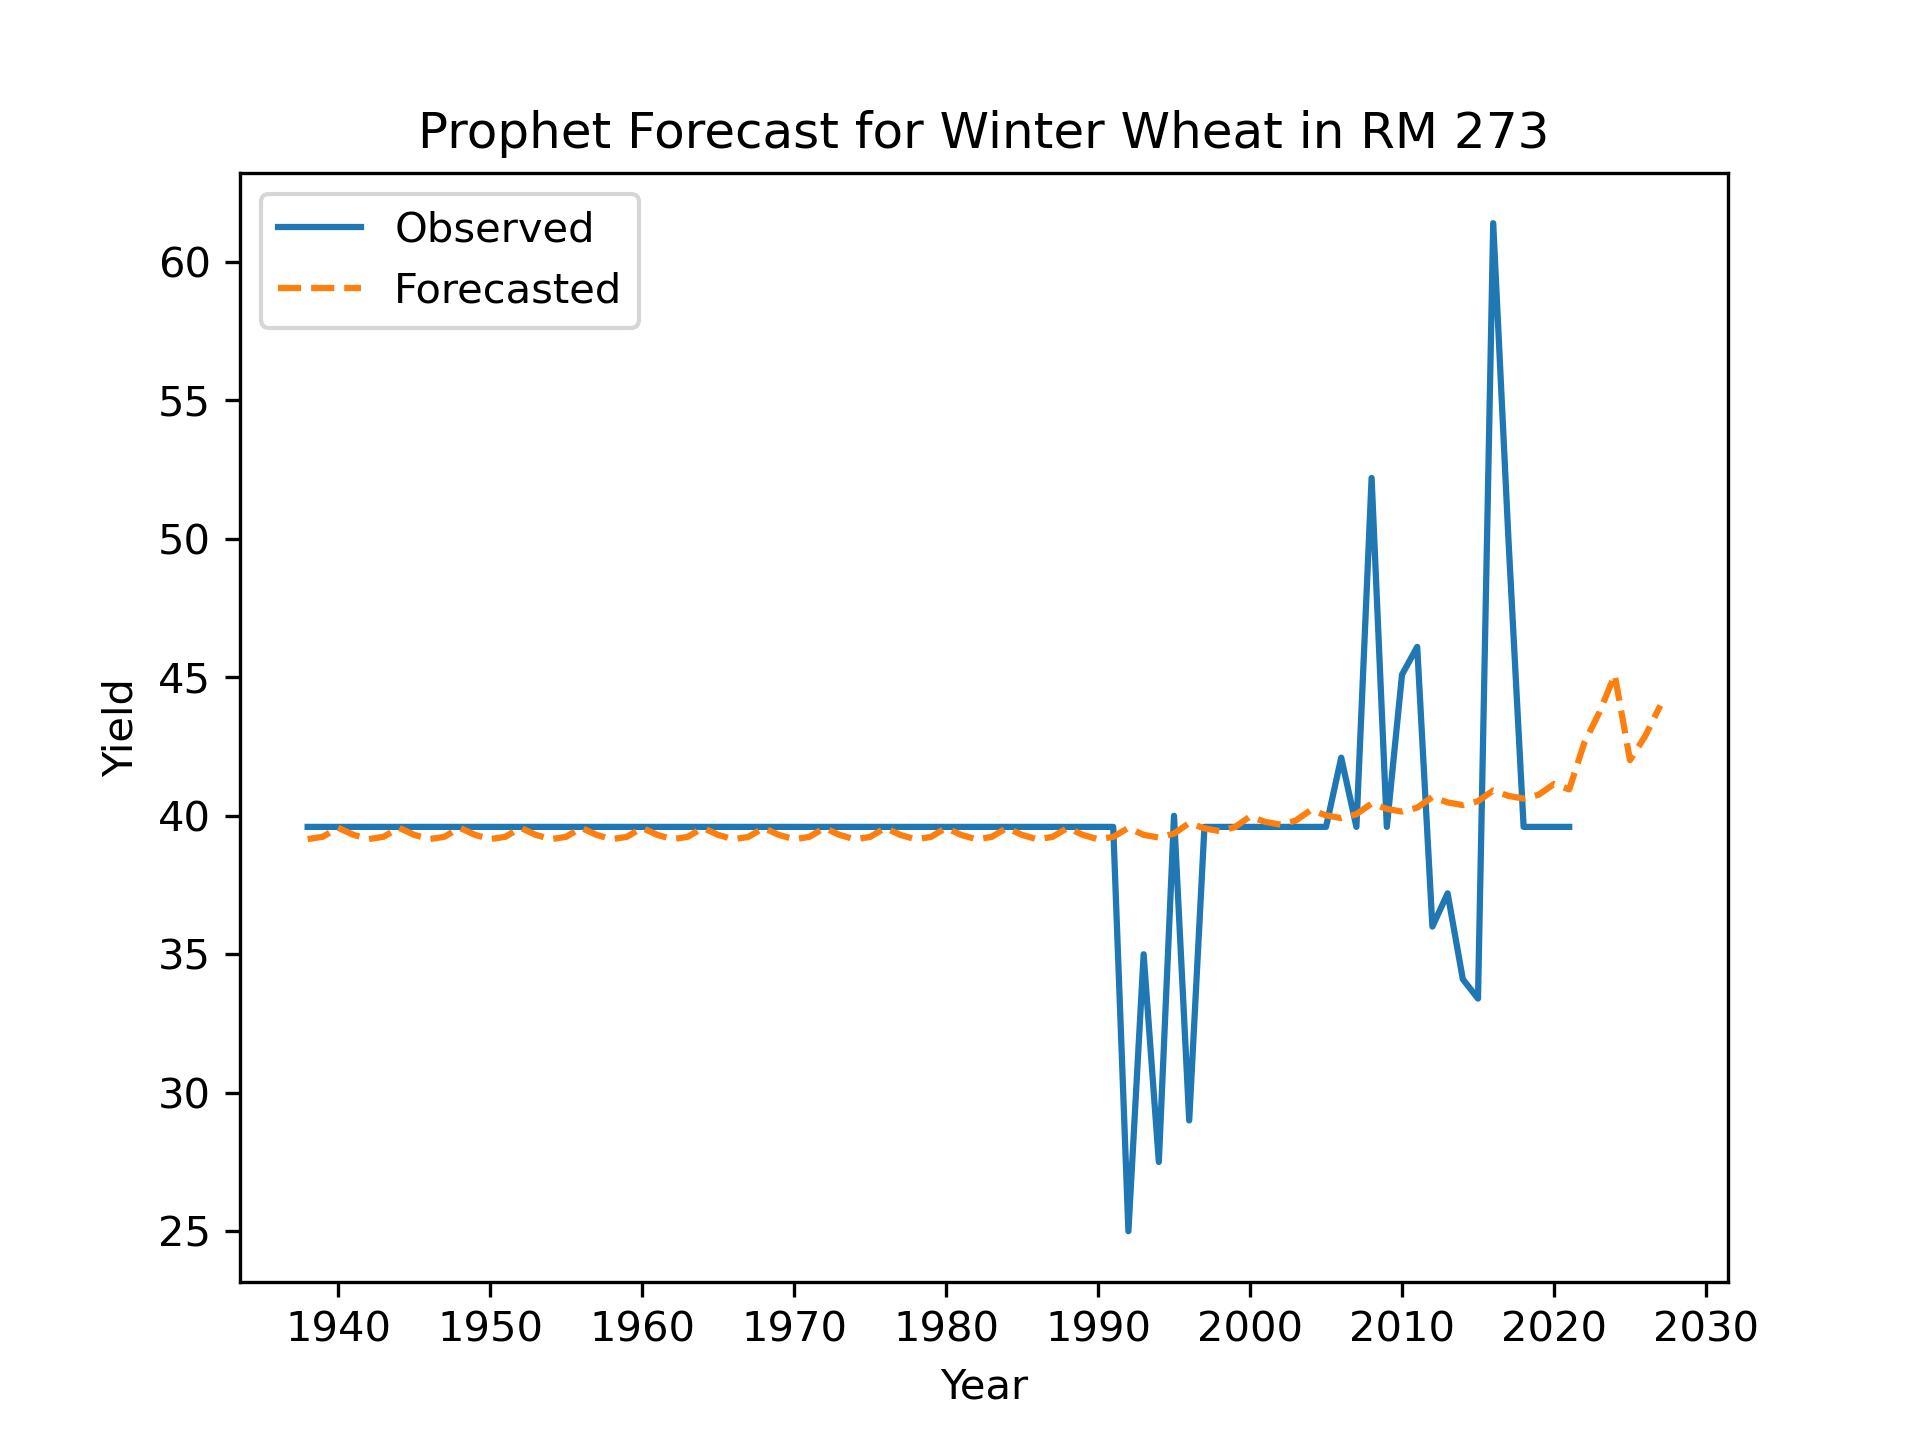 Prophet Forecast for Winter Wheat in RM 273
Observed
Forecasted
60
55
50
45
40
35
30
25
Yield
1940 1950 1960 1970 1980 1990 2000 2010 2020 2030
Year